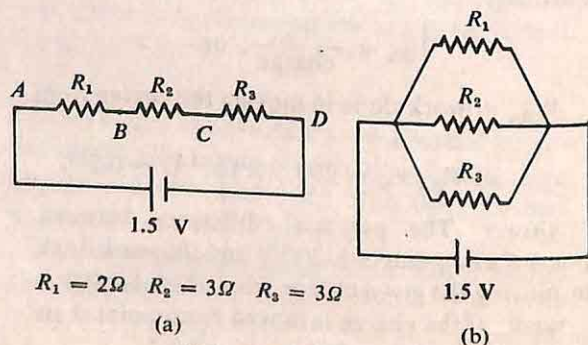 R₁
A R₁ R₂ R₃ D
B C
R₂
R₃
1.5 V
1.5 V
R₁ = 2Ω R₂ = 3Ω R₃ = 3Ω
(a)
(b)